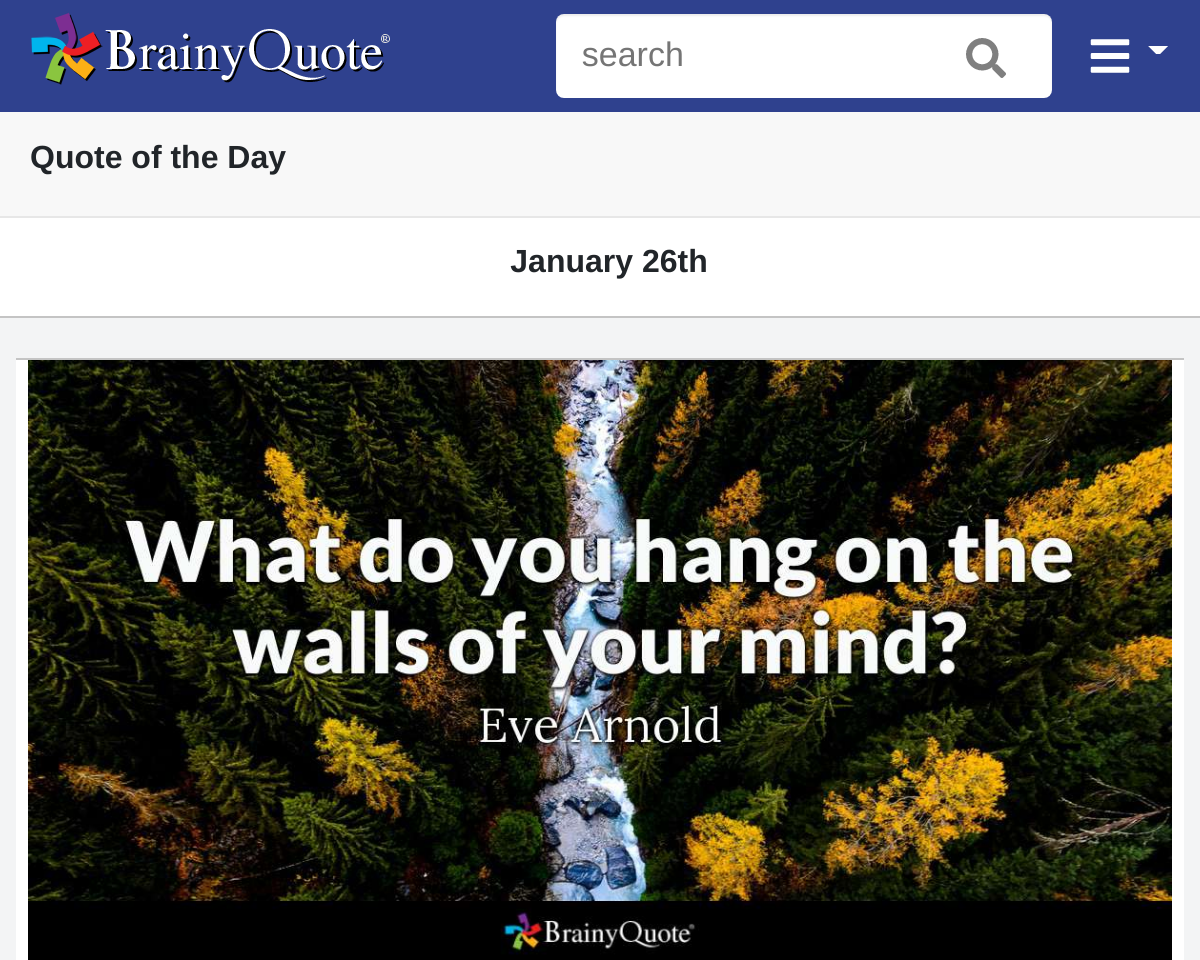 BrainyQuote®
search
Quote of the Day
January 26th
What do you hang on the
walls of your mind?
Eve Arnold
BrainyQuote®